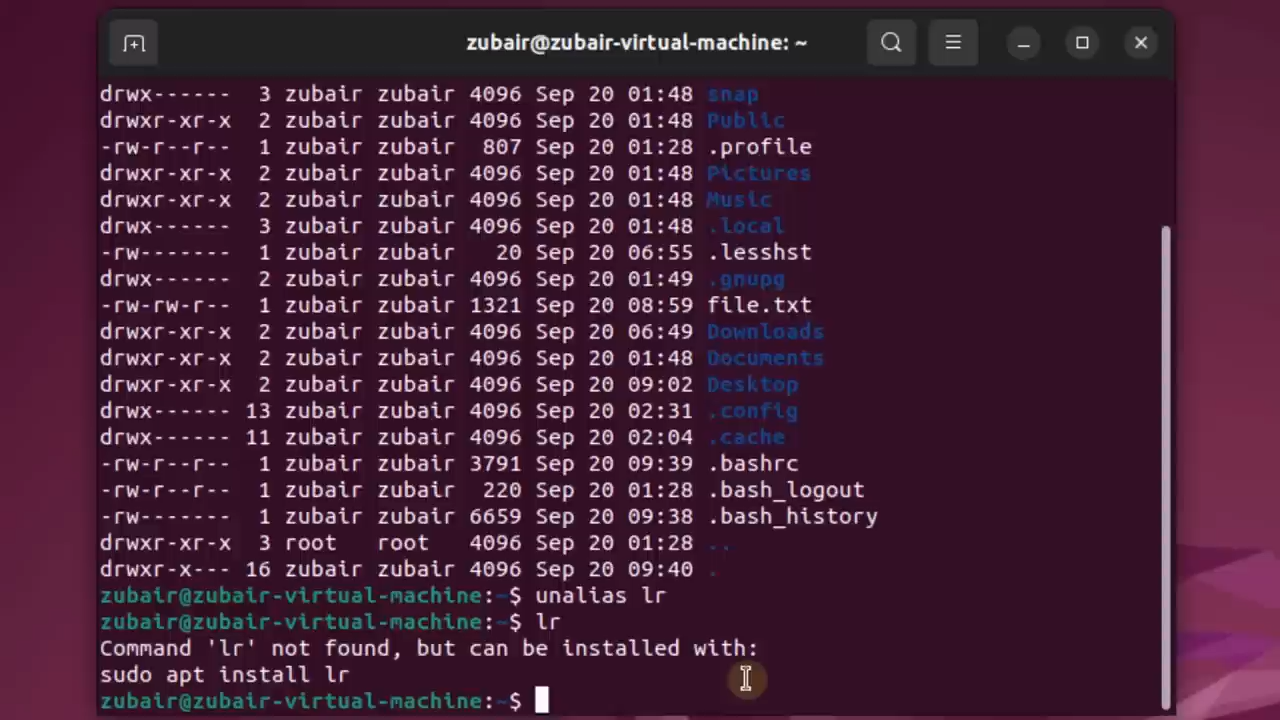 zubair@zubair-virtual-machine: ~
drwx------  3 zubair zubair 4096 Sep 20 01:48 snap
drwxr-xr-x  2 zubair zubair 4096 Sep 20 01:48 Public
-rw-r--r--  1 zubair zubair  807 Sep 20 01:28 .profile
drwxr-xr-x  2 zubair zubair 4096 Sep 20 01:48 Pictures
drwxr-xr-x  2 zubair zubair 4096 Sep 20 01:48 Music
drwx------  3 zubair zubair 4096 Sep 20 01:48 .local
-rw-------  1 zubair zubair   20 Sep 20 06:55 .lesshst
drwx------  2 zubair zubair 4096 Sep 20 01:49 .gnupg
-rw-rw-r--  1 zubair zubair 1321 Sep 20 08:59 file.txt
drwxr-xr-x  2 zubair zubair 4096 Sep 20 06:49 Downloads
drwxr-xr-x  2 zubair zubair 4096 Sep 20 01:48 Documents
drwxr-xr-x  2 zubair zubair 4096 Sep 20 09:02 Desktop
drwx------ 13 zubair zubair 4096 Sep 20 02:31 .config
drwx------ 11 zubair zubair 4096 Sep 20 02:04 .cache
-rw-r--r--  1 zubair zubair 3791 Sep 20 09:39 .bashrc
-rw-r--r--  1 zubair zubair  220 Sep 20 01:28 .bash_logout
-rw-------  1 zubair zubair 6659 Sep 20 09:38 .bash_history
drwxr-xr-x  3 root   root   4096 Sep 20 01:28 ..
drwxr-x--- 16 zubair zubair 4096 Sep 20 09:40 .
zubair@zubair-virtual-machine:~$ unalias lr
zubair@zubair-virtual-machine:~$ lr
Command 'lr' not found, but can be installed with:
sudo apt install lr
zubair@zubair-virtual-machine:~$